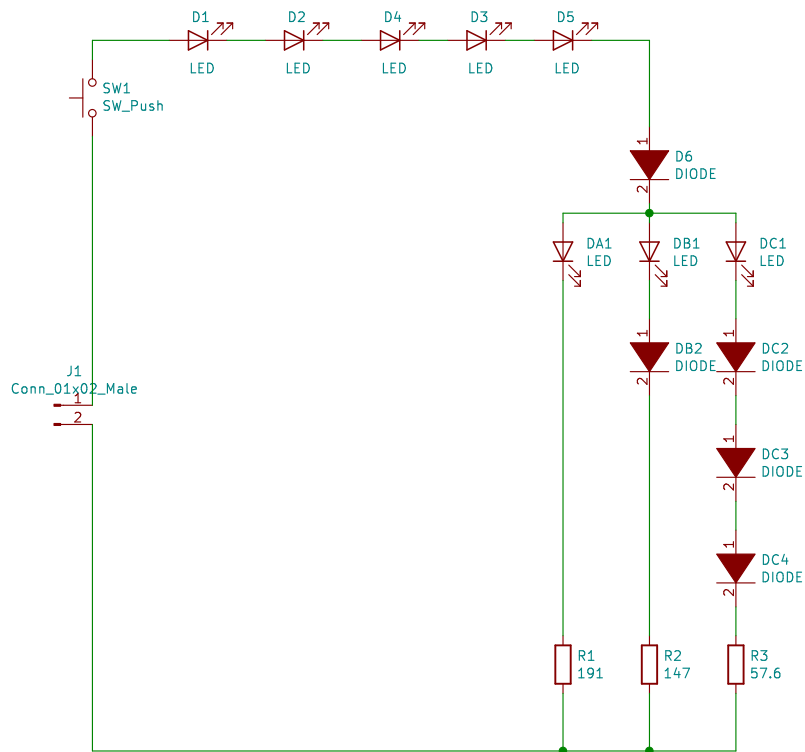 D1
D2
D4
D3
D5
LED
LED
LED
LED
LED
SW1
SW_Push
1
D6
DIODE
2
DA1
LED
DB1
LED
DC1
LED
1
DB2
DIODE
2
1
DC2
DIODE
2
J1
Conn_01x02_Male
1
2
1
DC3
DIODE
2
1
DC4
DIODE
2
R1
191
R2
147
R3
57.6